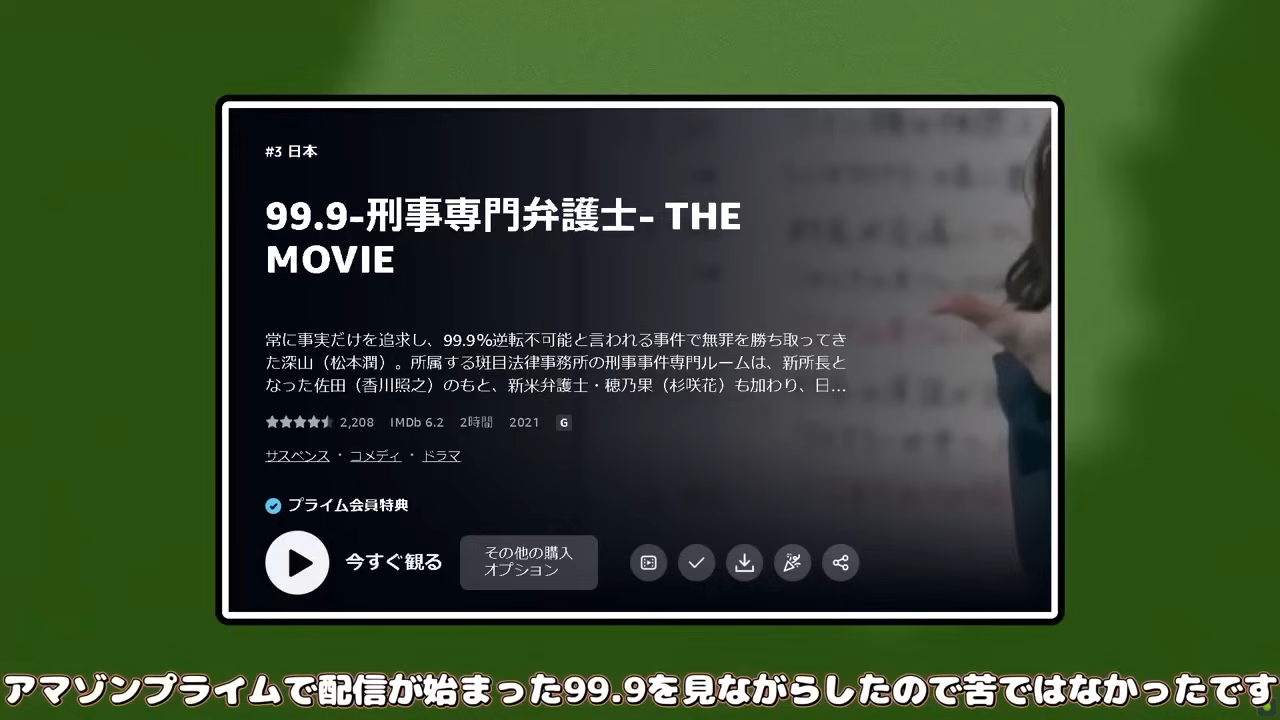 #3 日本
99.9-刑事専門弁護士- THE
MOVIE
常に事実だけを追求し、99.9%逆転不可能と言われる事件で無罪を勝ち取ってき
た深山（松本潤）。所属する斑目法律事務所の刑事事件専門ルームは、新所長と
なった佐田（香川照之）のもと、新米弁護士・穂乃果（杉咲花）も加わり、日...
2,208 IMDb 6.2 2時間 2021 G
サスペンス・コメディ・ドラマ
プライム会員特典
今すぐ観る
その他の購入
オプション
アマゾンプライムで配信が始まった99.9を見ながらしたので苦ではなかったです